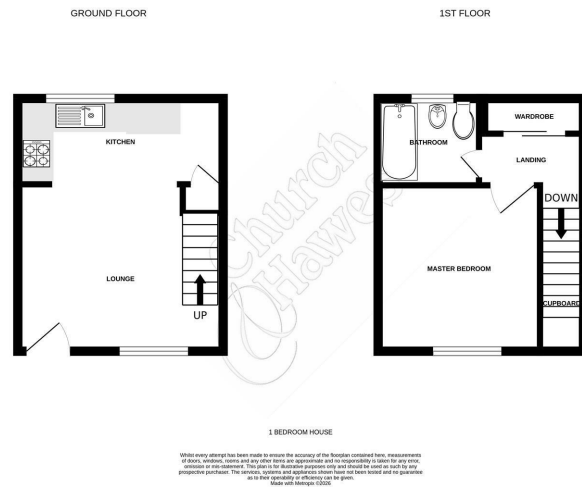 GROUND FLOOR
1ST FLOOR
KITCHEN
LOUNGE
UP
WARDROBE
BATHROOM
LANDING
DOWN
MASTER BEDROOM
CUPBOARD
Church
& Hawes
1 BEDROOM HOUSE
Whilst every attempt has been made to ensure the accuracy of the floorplan contained here, measurements
of doors, windows, rooms and any other items are approximate and no responsibility is taken for any error,
omission or mis-statement. This plan is for illustrative purposes only and should be used as such by any
prospective purchaser. The services, systems and appliances shown have not been tested and no guarantee
as to their operability or efficiency can be given.
Made with Metropix ©2026